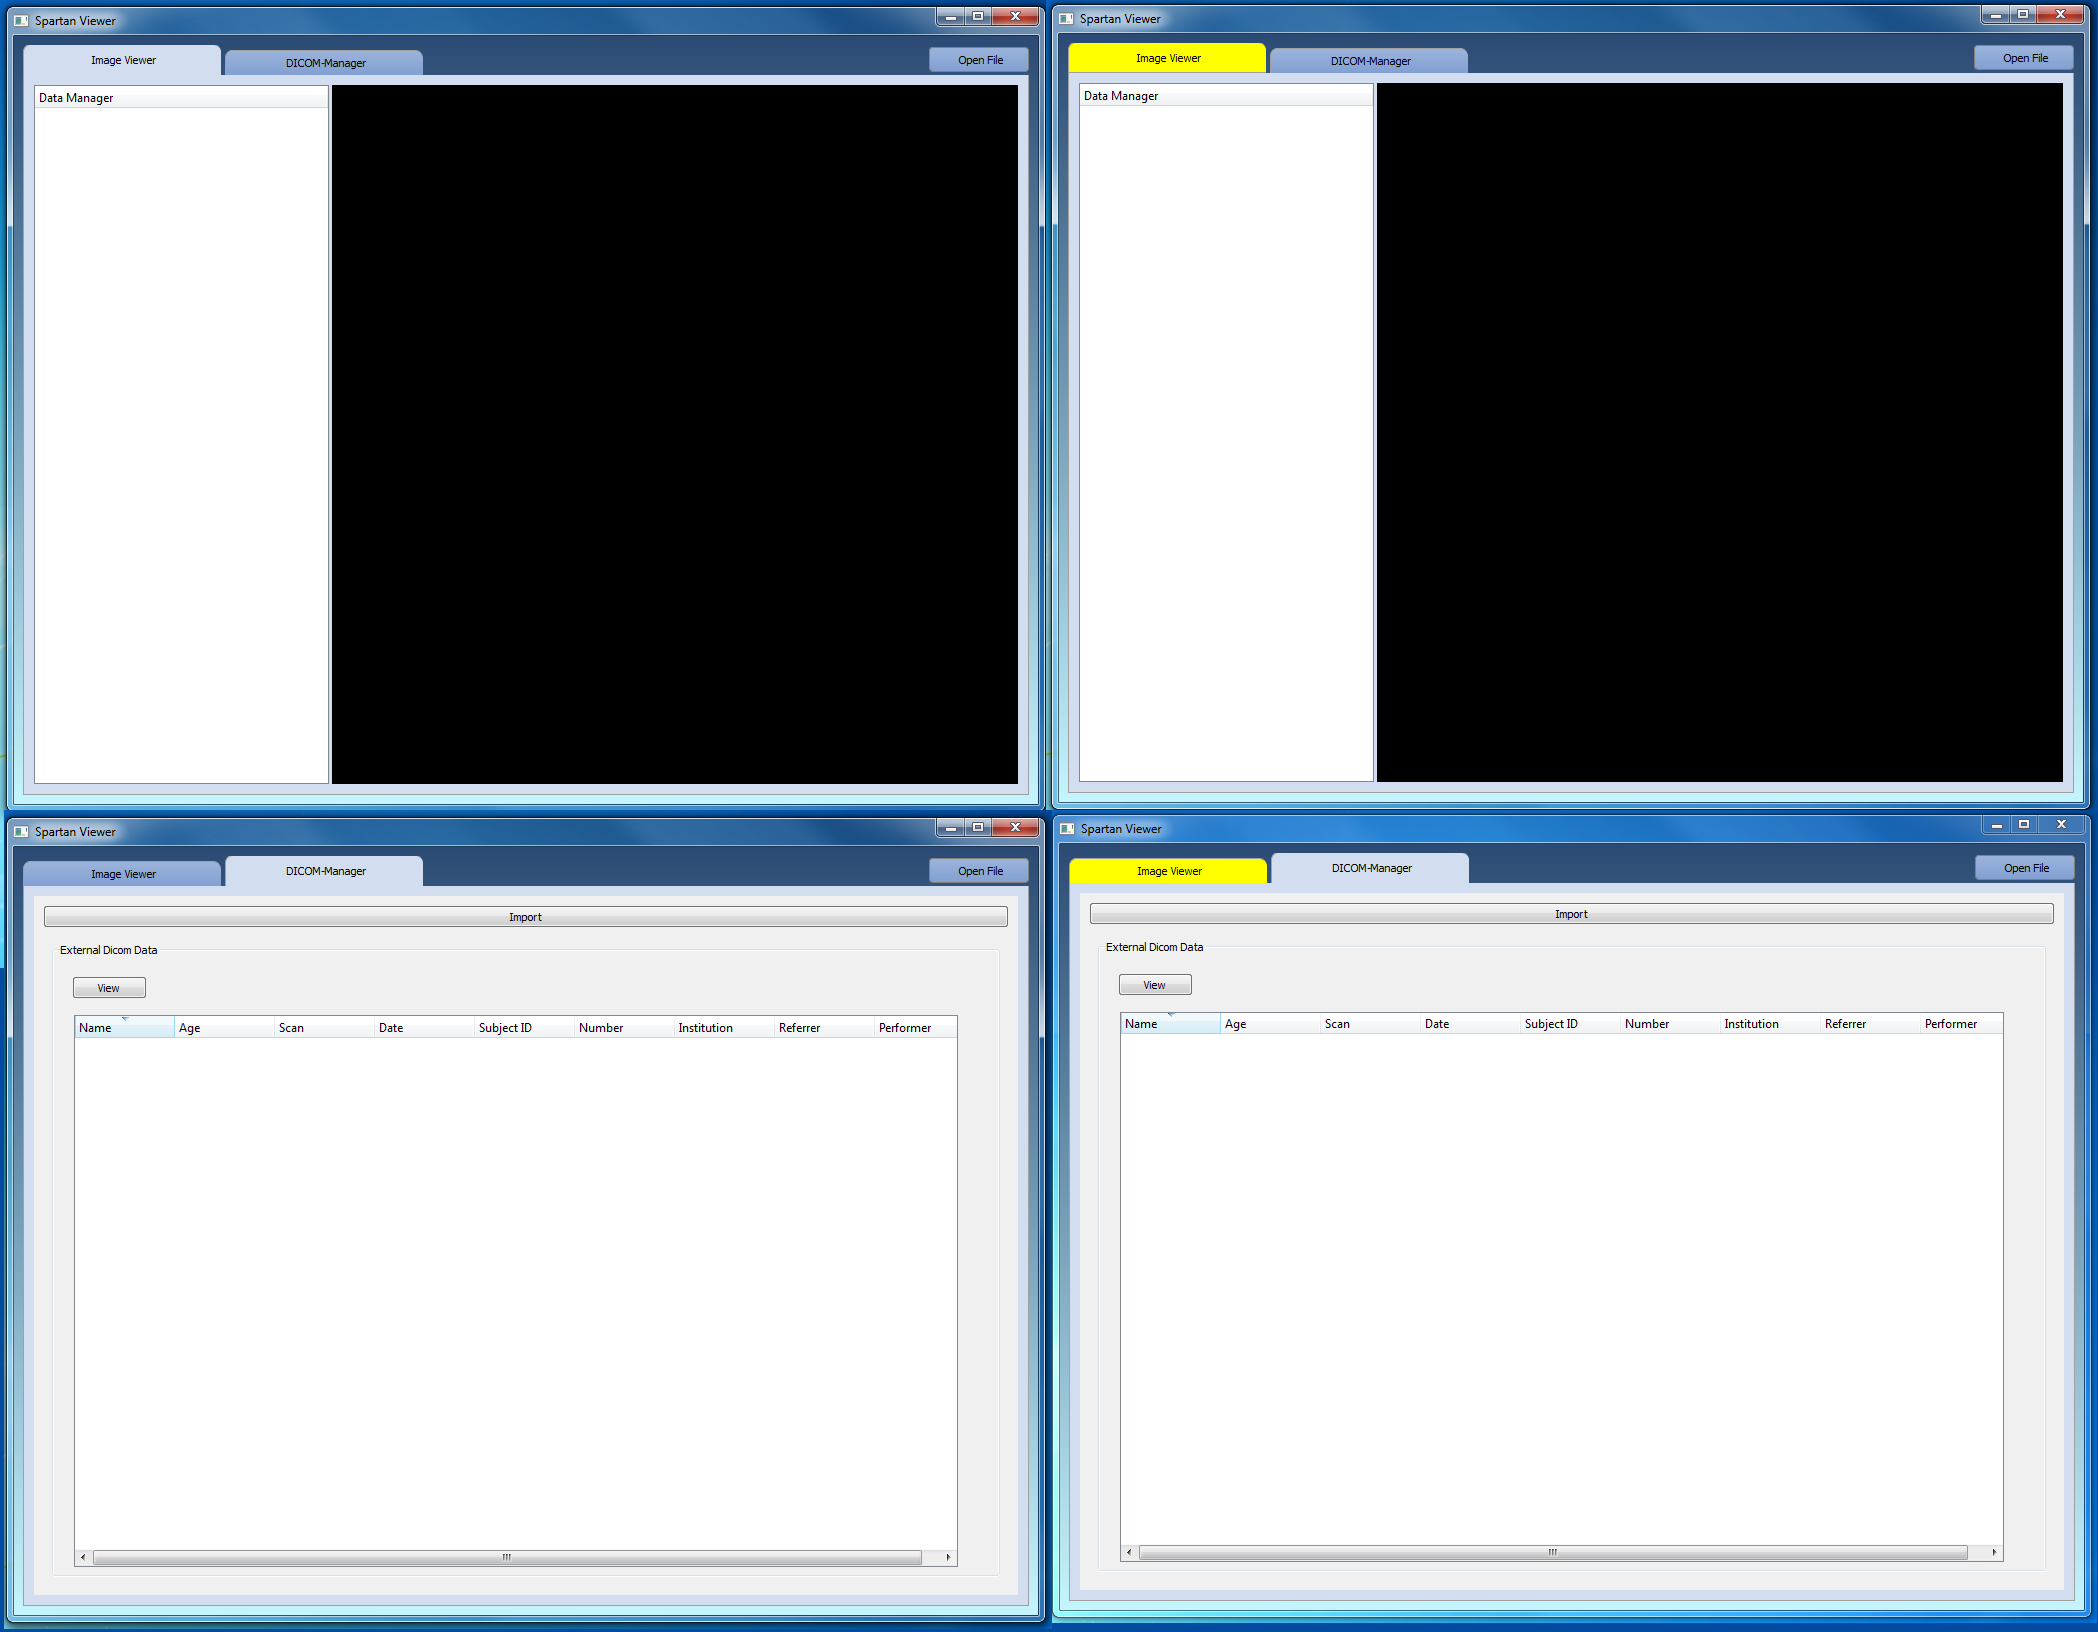 Spartan Viewer
Image Viewer DICOM-Manager Open File
Data Manager
Spartan Viewer
Image Viewer DICOM-Manager Open File
Data Manager
Spartan Viewer
Image Viewer DICOM-Manager Open File
Import
External Dicom Data
View
Name Age Scan Date Subject ID Number Institution Referrer Performer
Spartan Viewer
Image Viewer DICOM-Manager Open File
Import
External Dicom Data
View
Name Age Scan Date Subject ID Number Institution Referrer Performer